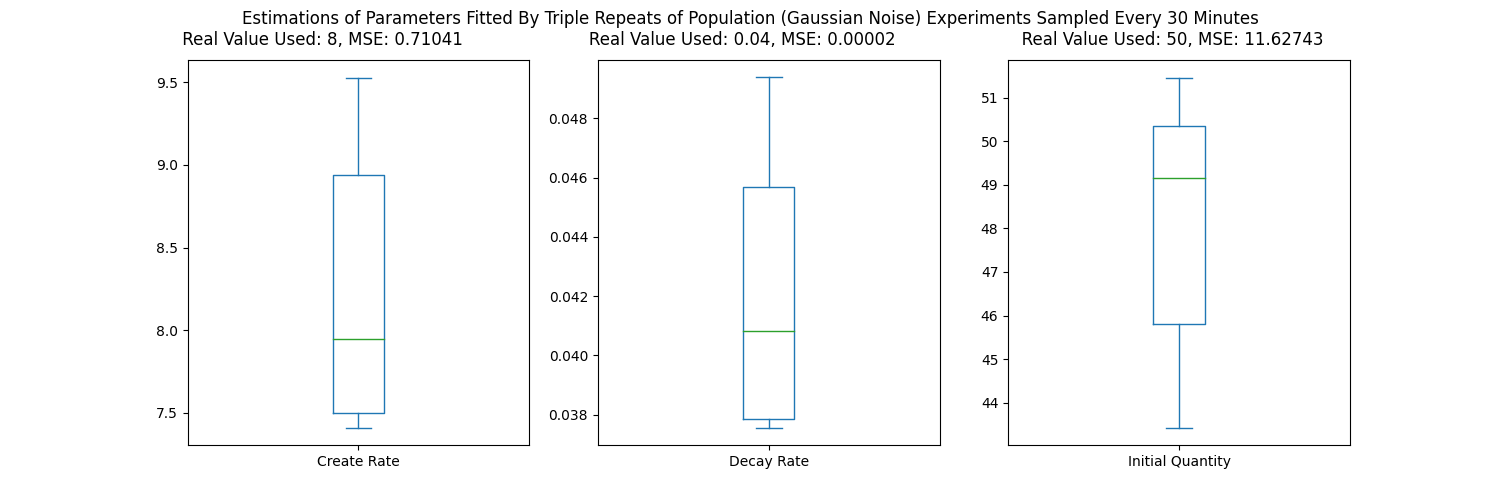 Estimations of Parameters Fitted By Triple Repeats of Population (Gaussian Noise) Experiments Sampled Every 30 Minutes
Real Value Used: 8, MSE: 0.71041
9.5
9.0
8.5
8.0
7.5
Create Rate
Real Value Used: 0.04, MSE: 0.00002
0.048
0.046
0.044
0.042
0.040
0.038
Decay Rate
Real Value Used: 50, MSE: 11.62743
51
50
49
48
47
46
45
44
Initial Quantity